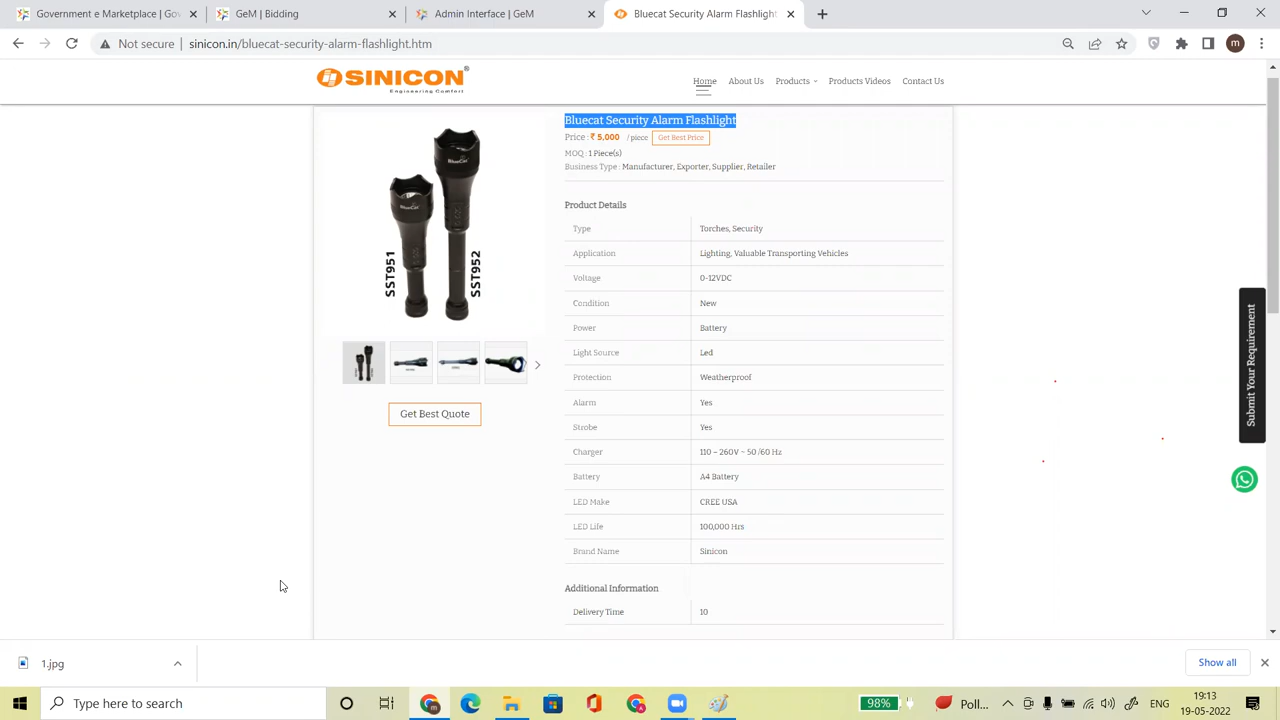 Government e Marketplace | Gov
GeM | Bidding
Admin Interface | GeM
Bluecat Security Alarm Flashlight
Not secure
sinicon.in/bluecat-security-alarm-flashlight.htm
m
SINICON®
Engineering Comfort
Home About Us Products Products Videos Contact Us
Bluecat Security Alarm Flashlight
Price : ₹ 5,000 / piece Get Best Price
MOQ : 1 Piece(s)
Business Type : Manufacturer, Exporter, Supplier, Retailer
BlueCat
BlueCat
SST951
SST952
Get Best Quote
Product Details
Type Torches, Security
Application Lighting, Valuable Transporting Vehicles
Voltage 0-12VDC
Condition New
Power Battery
Light Source Led
Protection Weatherproof
Alarm Yes
Strobe Yes
Charger 110 – 260V ~ 50 /60 Hz
Battery A4 Battery
LED Make CREE USA
LED Life 100,000 Hrs
Brand Name Sinicon
Additional Information
Delivery Time 10
Submit Your Requirement
1.jpg
Show all
Type here to search
98%
Poll...
ENG
19:13
19-05-2022